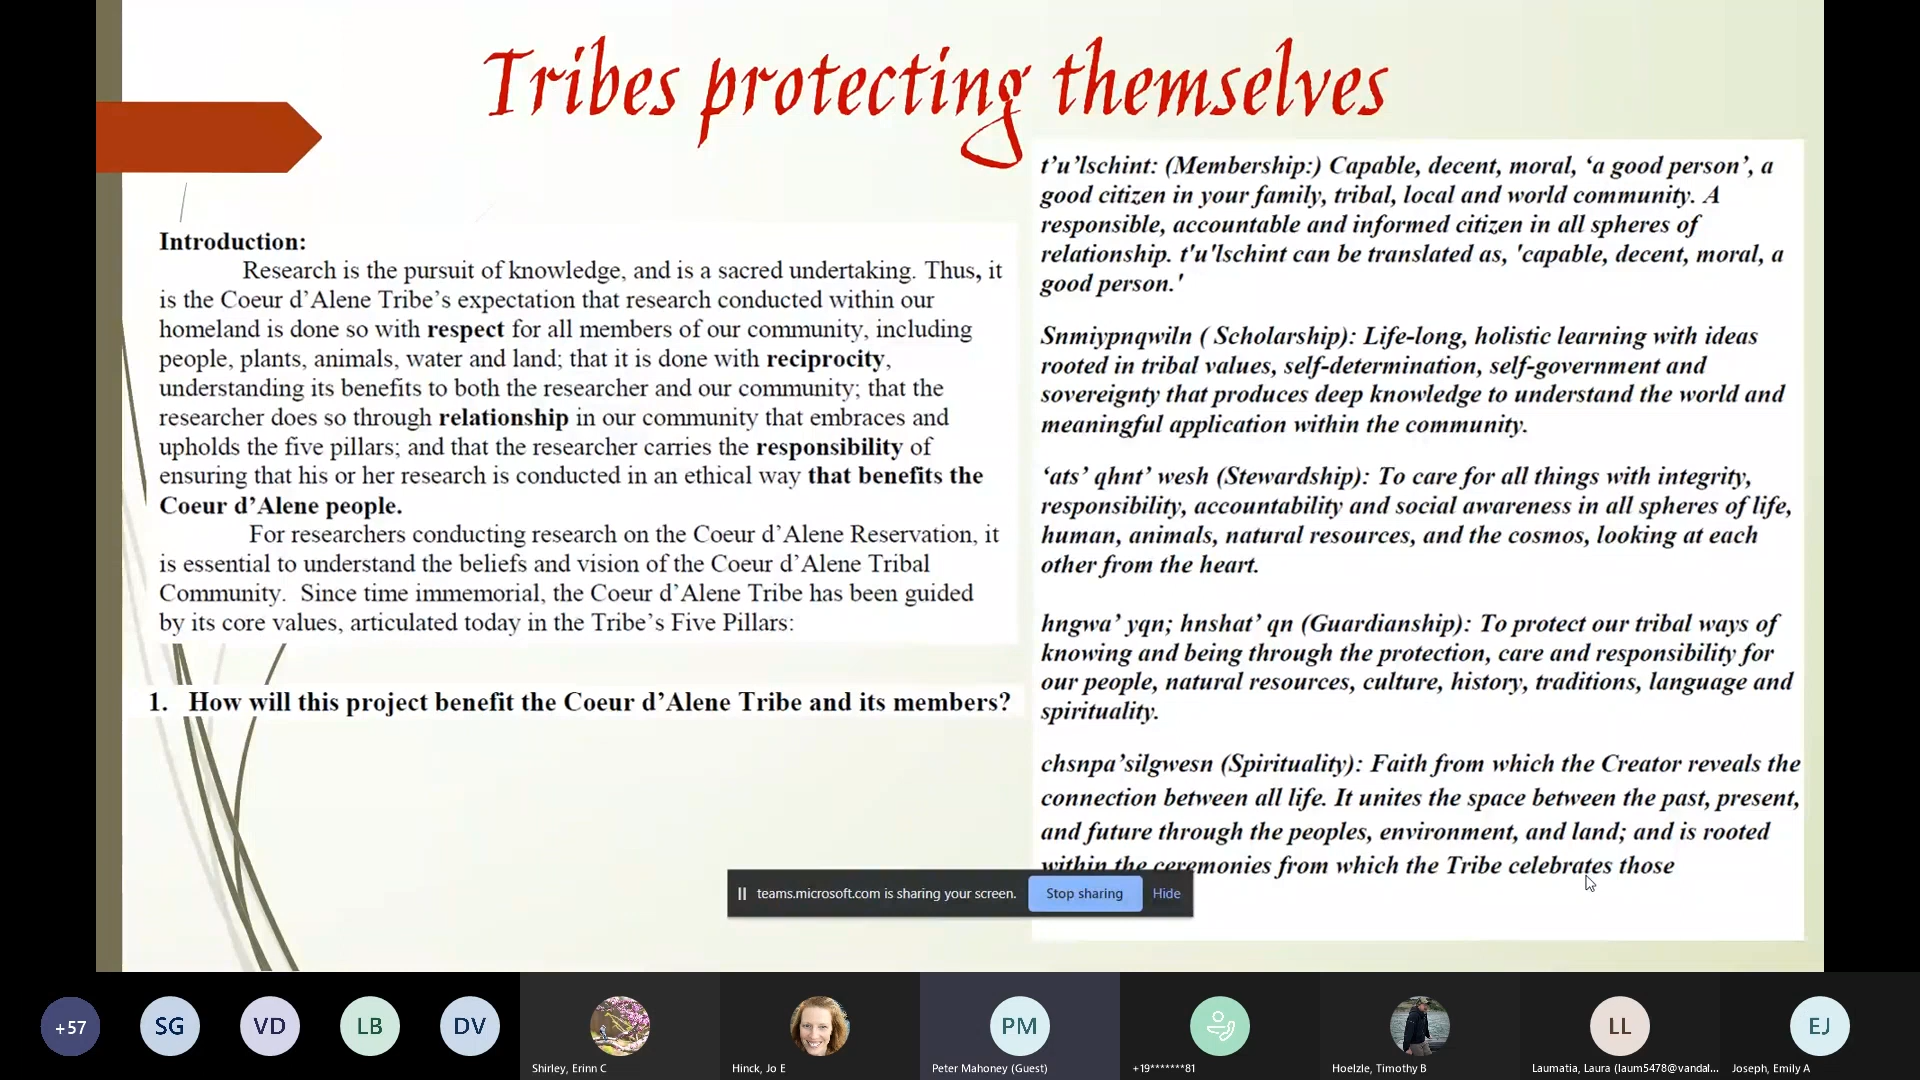 Tribes protecting themselves
Introduction:
Research is the pursuit of knowledge, and is a sacred undertaking. Thus, it
is the Coeur d’Alene Tribe’s expectation that research conducted within our
homeland is done so with respect for all members of our community, including
people, plants, animals, water and land; that it is done with reciprocity,
understanding its benefits to both the researcher and our community; that the
researcher does so through relationship in our community that embraces and
upholds the five pillars; and that the researcher carries the responsibility of
ensuring that his or her research is conducted in an ethical way that benefits the
Coeur d’Alene people.
For researchers conducting research on the Coeur d’Alene Reservation, it
is essential to understand the beliefs and vision of the Coeur d’Alene Tribal
Community. Since time immemorial, the Coeur d’Alene Tribe has been guided
by its core values, articulated today in the Tribe’s Five Pillars:
1. How will this project benefit the Coeur d’Alene Tribe and its members?
t’u’lschint: (Membership:) Capable, decent, moral, ‘a good person’, a
good citizen in your family, tribal, local and world community. A
responsible, accountable and informed citizen in all spheres of
relationship. t'u'lschint can be translated as, 'capable, decent, moral, a
good person.'
Snmiypnqwiln ( Scholarship): Life-long, holistic learning with ideas
rooted in tribal values, self-determination, self-government and
sovereignty that produces deep knowledge to understand the world and
meaningful application within the community.
‘ats’ qhnt’ wesh (Stewardship): To care for all things with integrity,
responsibility, accountability and social awareness in all spheres of life,
human, animals, natural resources, and the cosmos, looking at each
other from the heart.
hngwa’ yqn; hnshat’ qn (Guardianship): To protect our tribal ways of
knowing and being through the protection, care and responsibility for
our people, natural resources, culture, history, traditions, language and
spirituality.
chsnpa’silgwesn (Spirituality): Faith from which the Creator reveals the
connection between all life. It unites the space between the past, present,
and future through the peoples, environment, and land; and is rooted
within the ceremonies from which the Tribe celebrates those
teams.microsoft.com is sharing your screen. Stop sharing Hide
+57 SG VD LB DV PM LL EJ
Shirley, Erinn C
Hinck, Jo E
Peter Mahoney (Guest)
+19*******81
Hoelzle, Timothy B
Laumatia, Laura (laum5478@vandal...
Joseph, Emily A